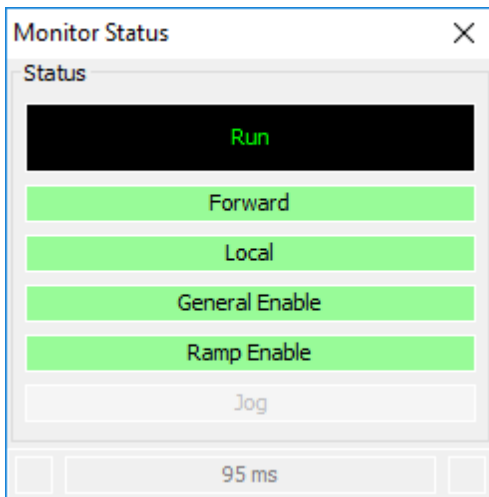 Monitor Status
Status
Run
Forward
Local
General Enable
Ramp Enable
Jog
95 ms